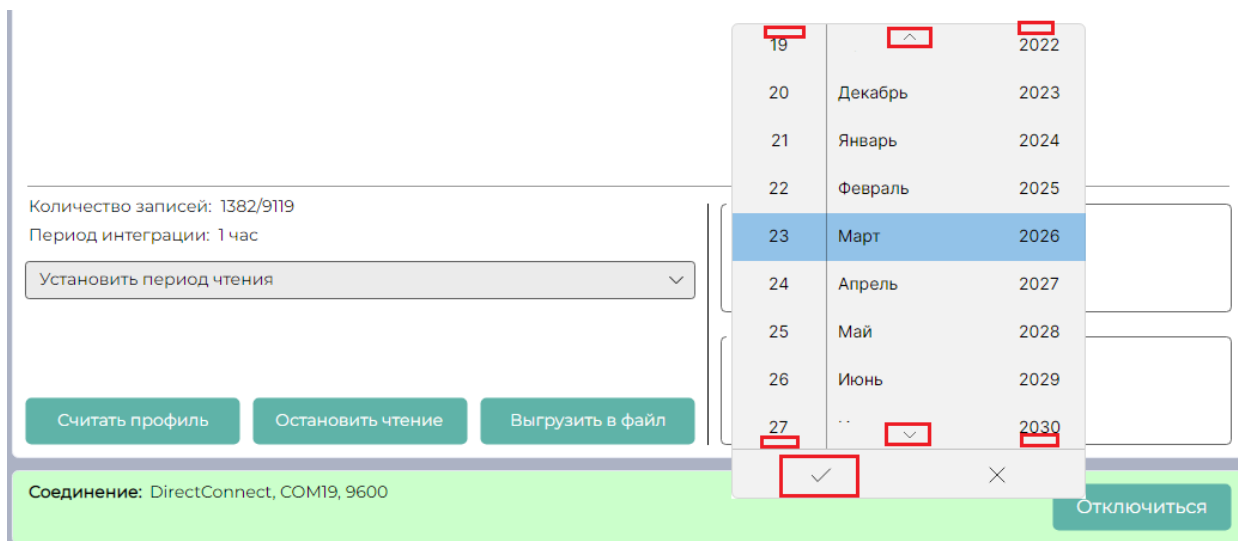 19 2022
20 Декабрь 2023
21 Январь 2024
22 Февраль 2025
23 Март 2026
24 Апрель 2027
25 Май 2028
26 Июнь 2029
27 2030
Количество записей: 1382/9119
Период интеграции: 1 час
Установить период чтения
Считать профиль Остановить чтение Выгрузить в файл
Соединение: DirectConnect, COM19, 9600
Отключиться